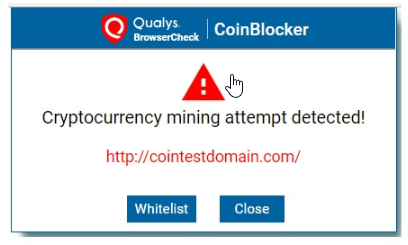 Qualys.
BrowserCheck
CoinBlocker
Cryptocurrency mining attempt detected!
http://cointestdomain.com/
Whitelist
Close